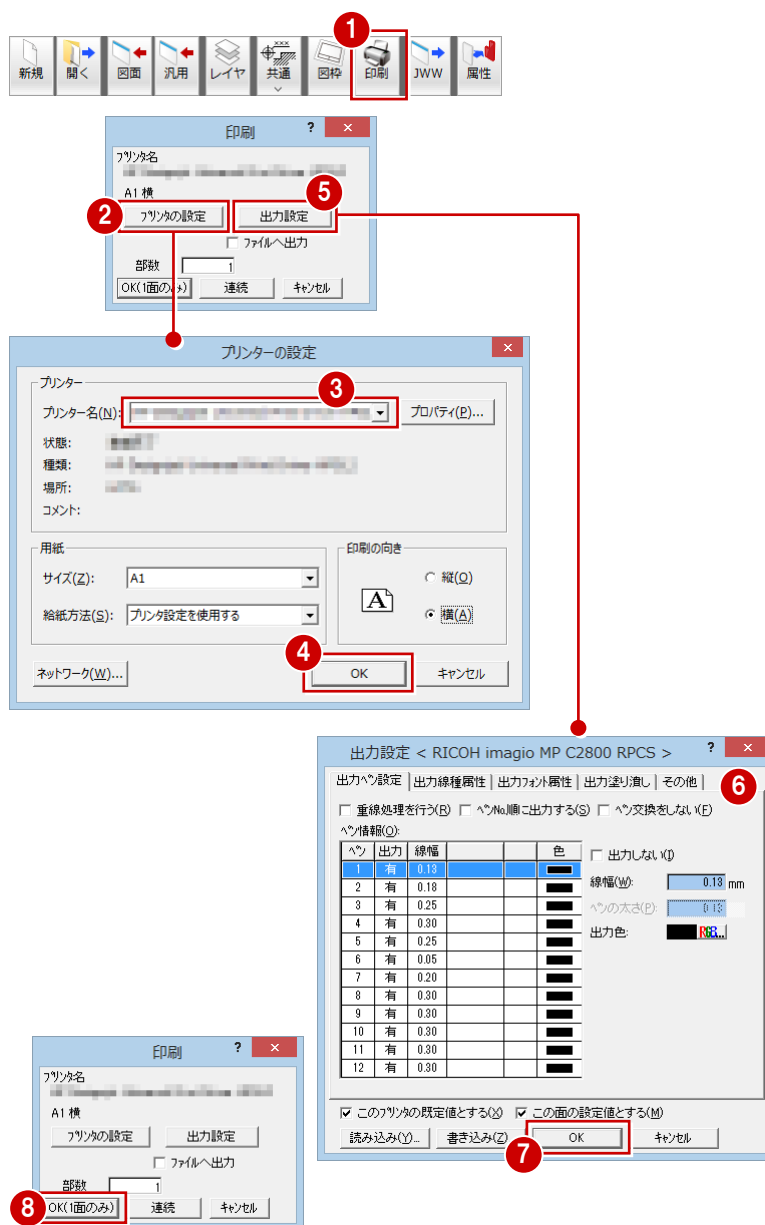 1
新規 開く 図面 汎用 レイヤ 共通 図枠 印刷 JWW 属性
印刷 ? ×
プリンタ名
A1 横
5
2 プリンタの設定 出力設定
ファイルへ出力
部数 1
OK(1面のみ) 連続 キャンセル
プリンターの設定 ×
プリンター
3
プリンター名(N): プロパティ(P)...
状態:
種類:
場所:
コメント:
用紙 印刷の向き
サイズ(Z): A1 縦(O)
A
給紙方法(S): プリンタ設定を使用する 横(A)
4
ネットワーク(W)... OK キャンセル
出力設定 < RICOH imagio MP C2800 RPCS > ? ×
出力ペン設定 出力線種属性 出力フォント属性 出力塗り潰し その他 6
重線処理を行う(R) ペンNo.順に出力する(S) ペン交換をしない(F)
ペン情報(O):
ペン 出力 線幅 色 出力しない(I)
1 有 0.13 線幅(W): 0.13 mm
2 有 0.18
3 有 0.25 ペンの太さ(P): 0.13
4 有 0.30 出力色: RGB...
5 有 0.25
6 有 0.05
7 有 0.20
8 有 0.30
9 有 0.30
10 有 0.30
11 有 0.30
12 有 0.30
このプリンタの既定値とする(X) この面の設定値とする(M)
読み込み(Y)... 書き込み(Z) 7 OK キャンセル
印刷 ? ×
プリンタ名
A1 横
プリンタの設定 出力設定
ファイルへ出力
部数 1
8 OK(1面のみ) 連続 キャンセル